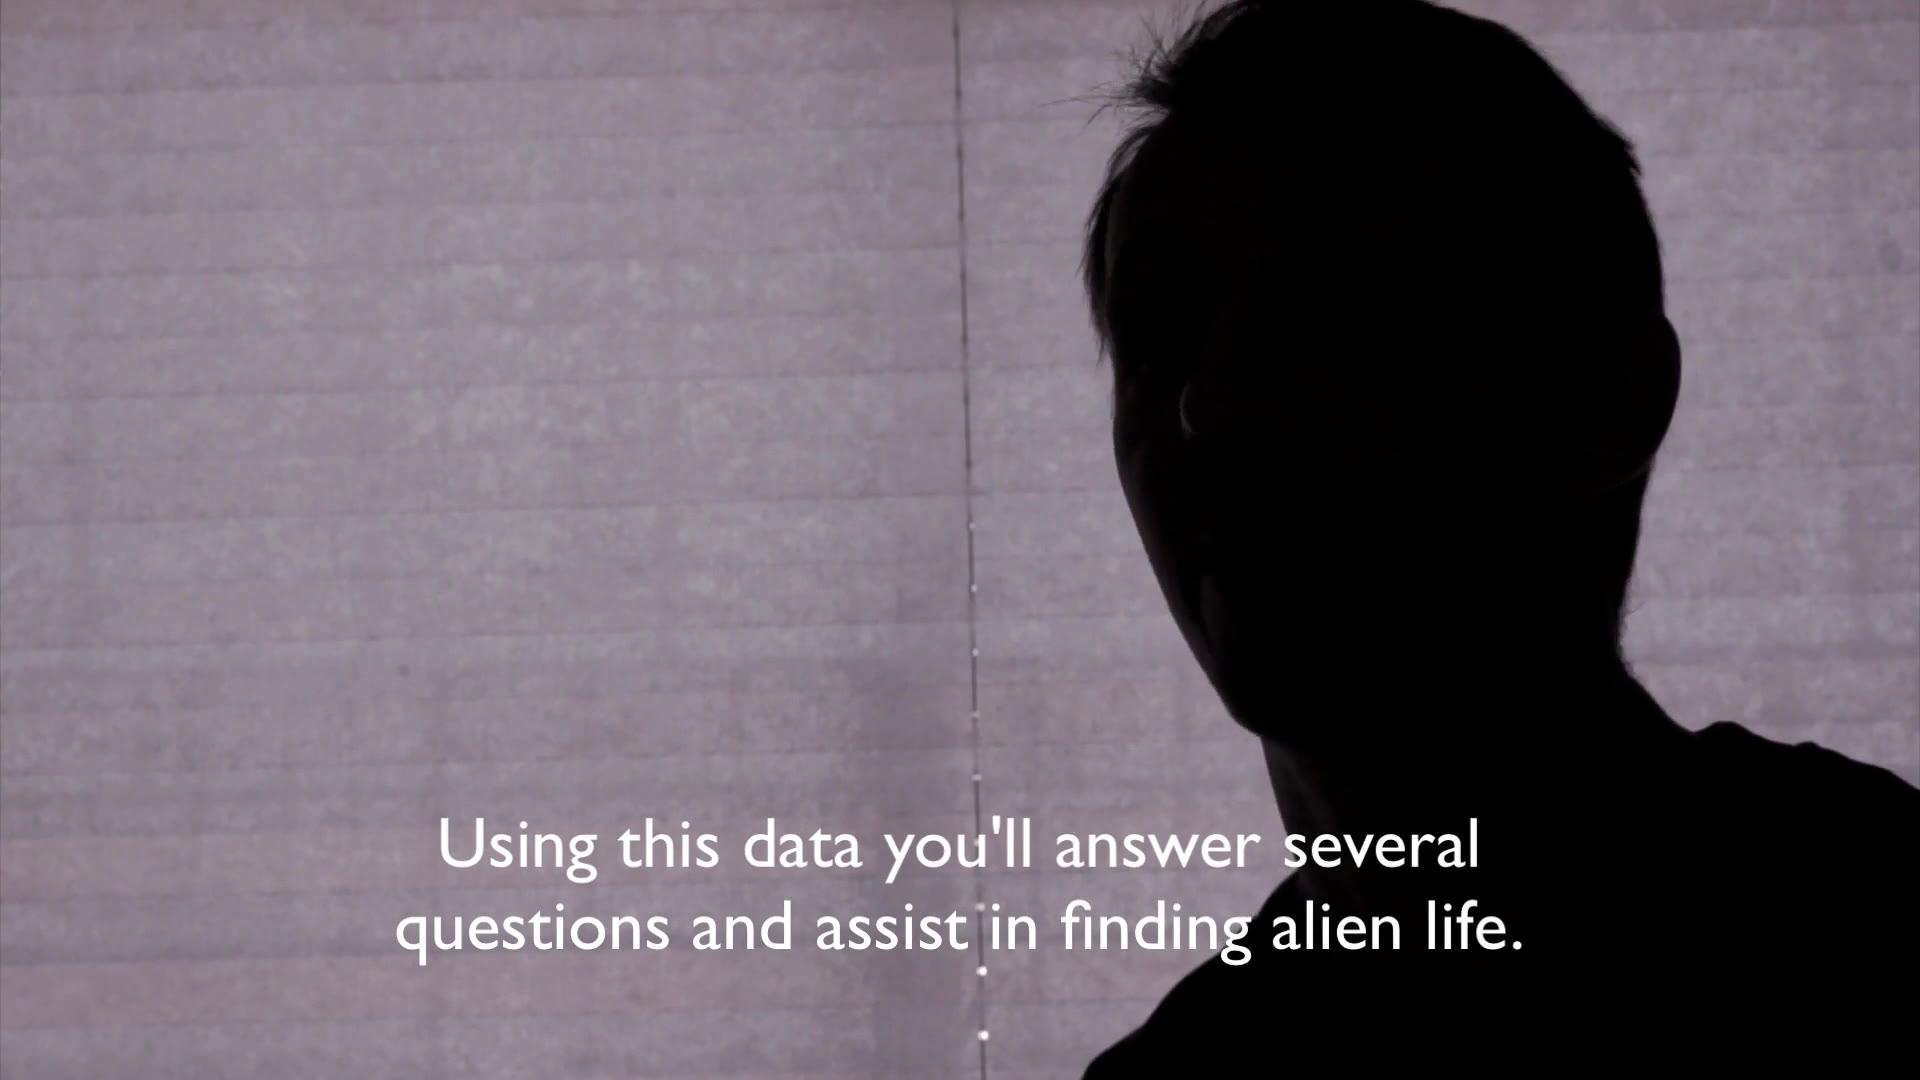 Using this data you'll answer several
questions and assist in finding alien life.